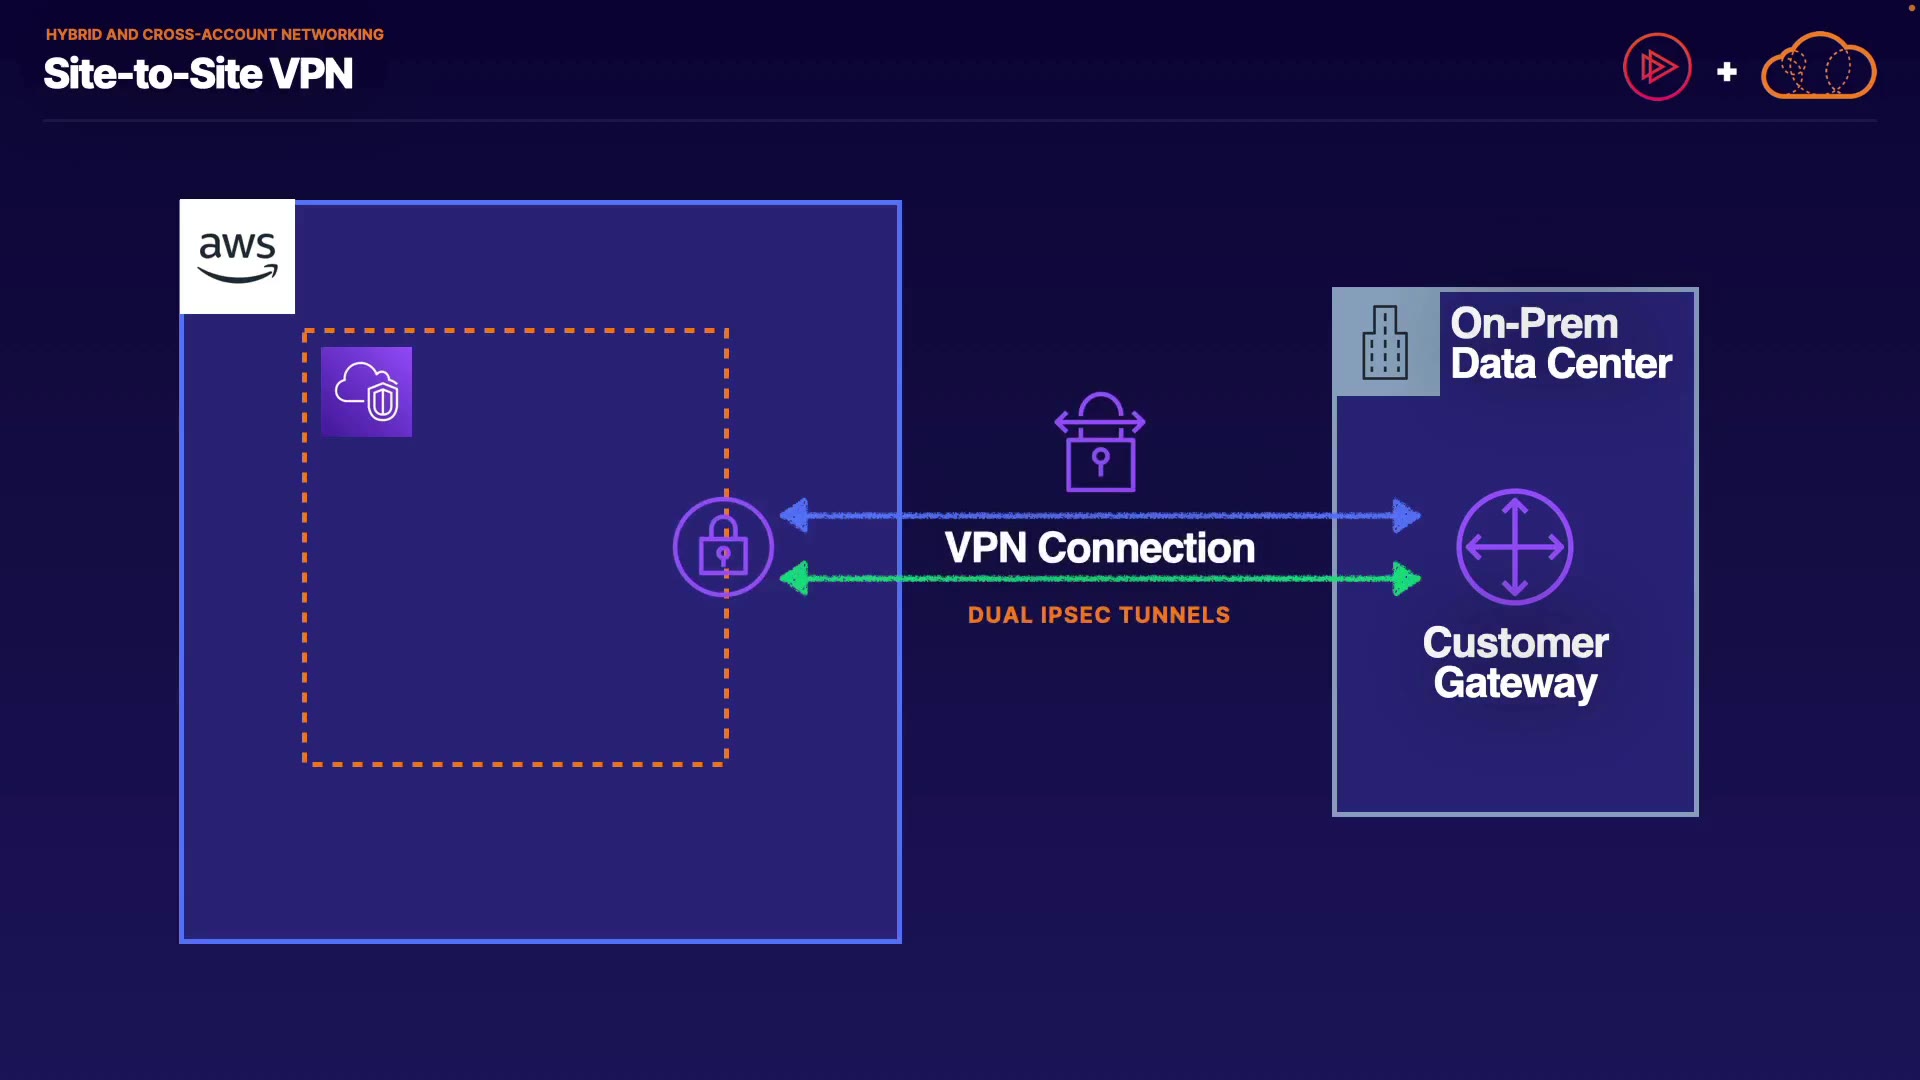 HYBRID AND CROSS-ACCOUNT NETWORKING
Site-to-Site VPN
aws
On-Prem
Data Center
VPN Connection
DUAL IPSEC TUNNELS
Customer
Gateway